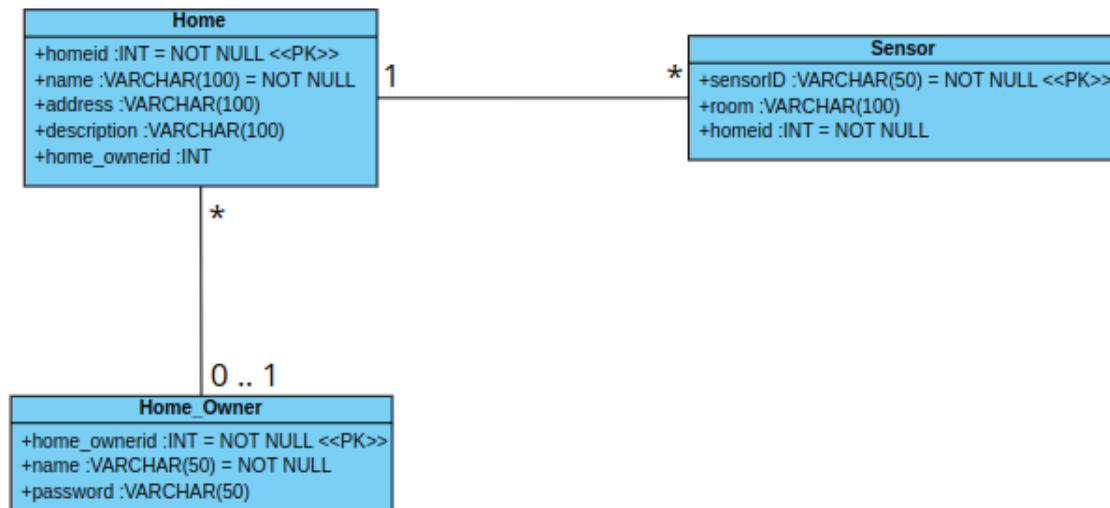 Home
+homeid :INT = NOT NULL <<PK>>
+name :VARCHAR(100) = NOT NULL
+address :VARCHAR(100)
+description :VARCHAR(100)
+home_ownerid :INT
1
*
Sensor
+sensorID :VARCHAR(50) = NOT NULL <<PK>>
+room :VARCHAR(100)
+homeid :INT = NOT NULL
*
0 .. 1
Home_Owner
+home_ownerid :INT = NOT NULL <<PK>>
+name :VARCHAR(50) = NOT NULL
+password :VARCHAR(50)